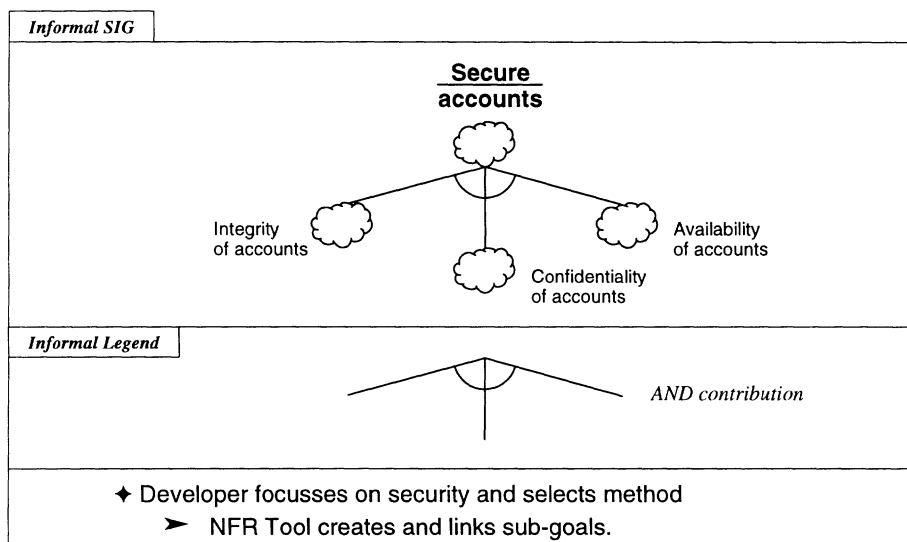 Informal SIG
Secure
accounts
Integrity
of accounts
Availability
of accounts
Confidentiality
of accounts
Informal Legend
AND contribution
✦ Developer focusses on security and selects method
➤ NFR Tool creates and links sub-goals.